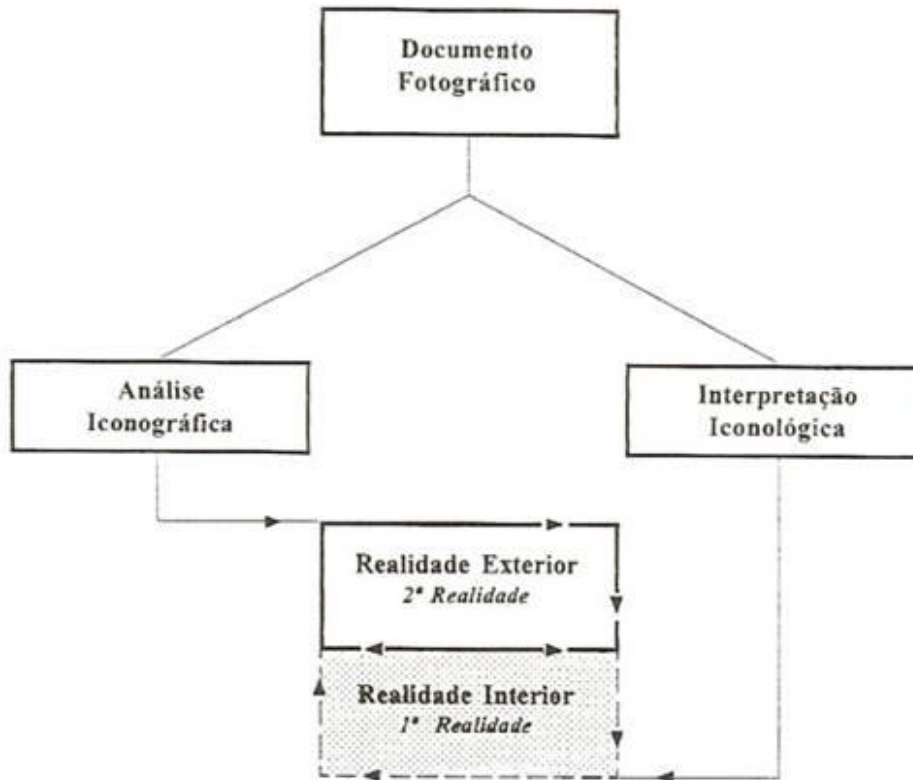 Documento
Fotográfico
Análise
Iconográfica
Interpretação
Iconológica
Realidade Exterior
2ª Realidade
Realidade Interior
1ª Realidade